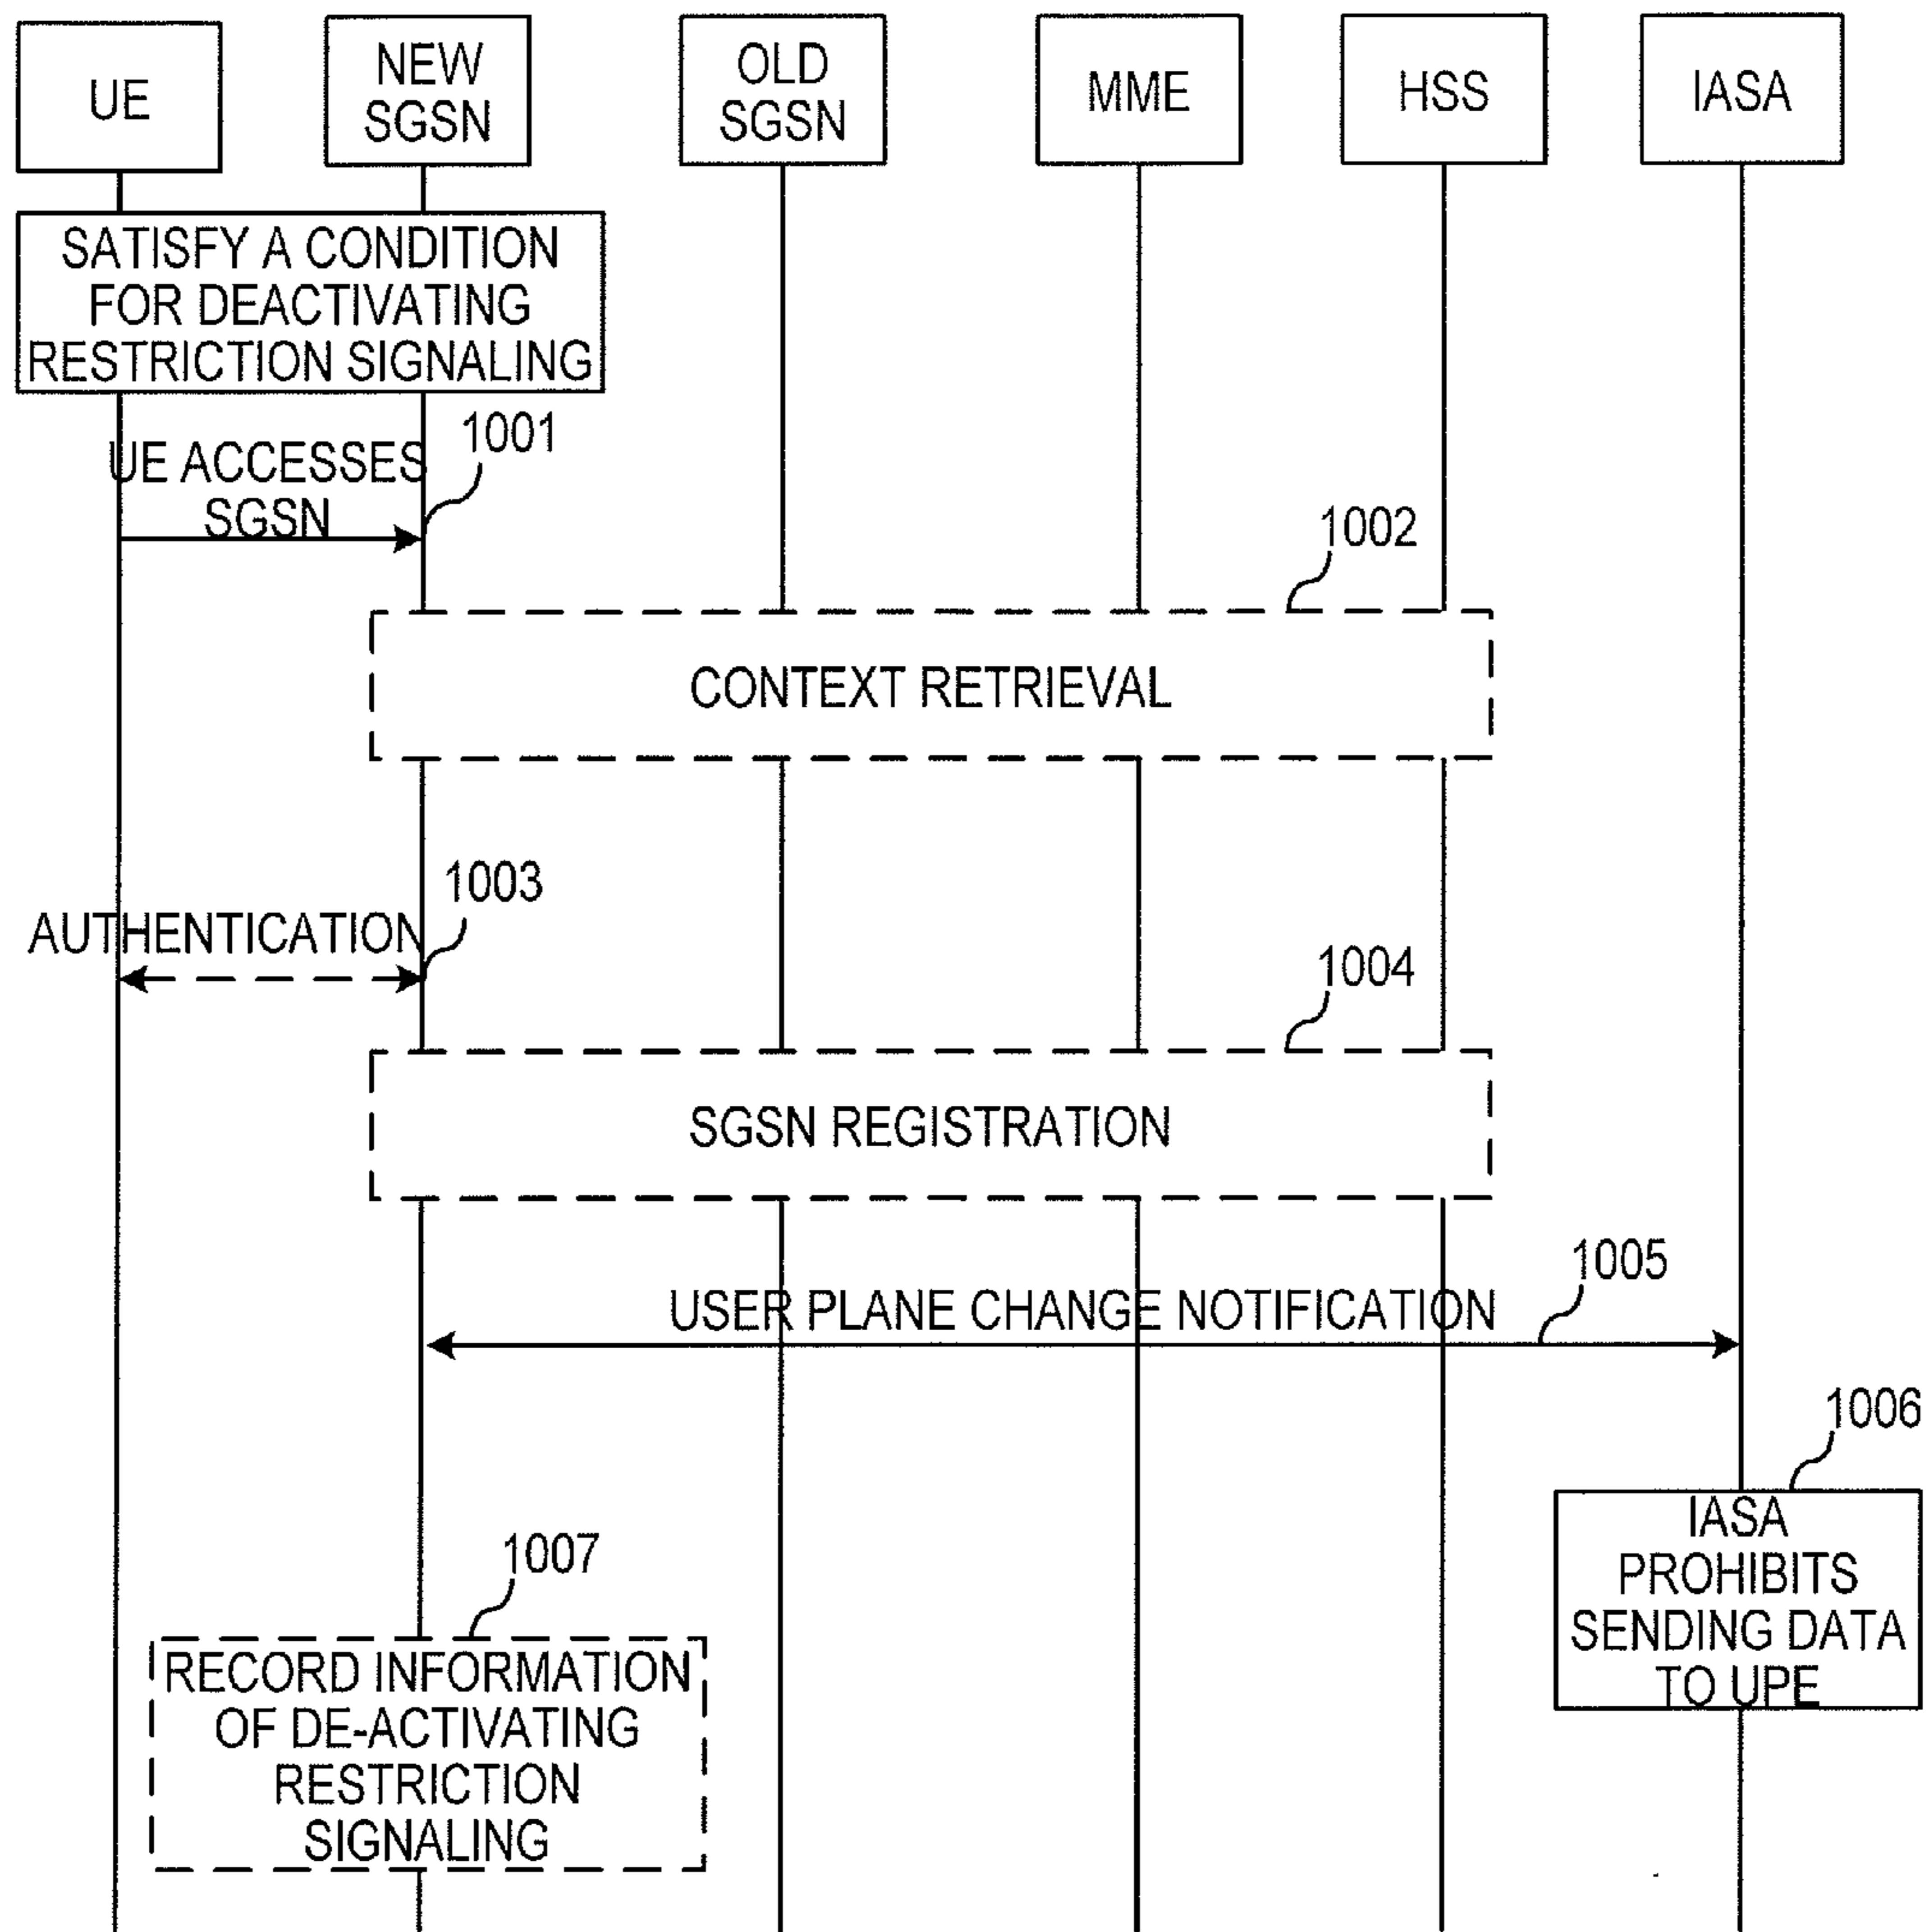 UE
NEW
SGSN
OLD
SGSN
MME
HSS
IASA
SATISFY A CONDITION
FOR DEACTIVATING
RESTRICTION SIGNALING
1001
UE ACCESSES
SGSN
1002
CONTEXT RETRIEVAL
1003
AUTHENTICATION
1004
SGSN REGISTRATION
1005
USER PLANE CHANGE NOTIFICATION
1006
IASA
PROHIBITS
SENDING DATA
TO UPE
1007
RECORD INFORMATION
OF DE-ACTIVATING
RESTRICTION
SIGNALING